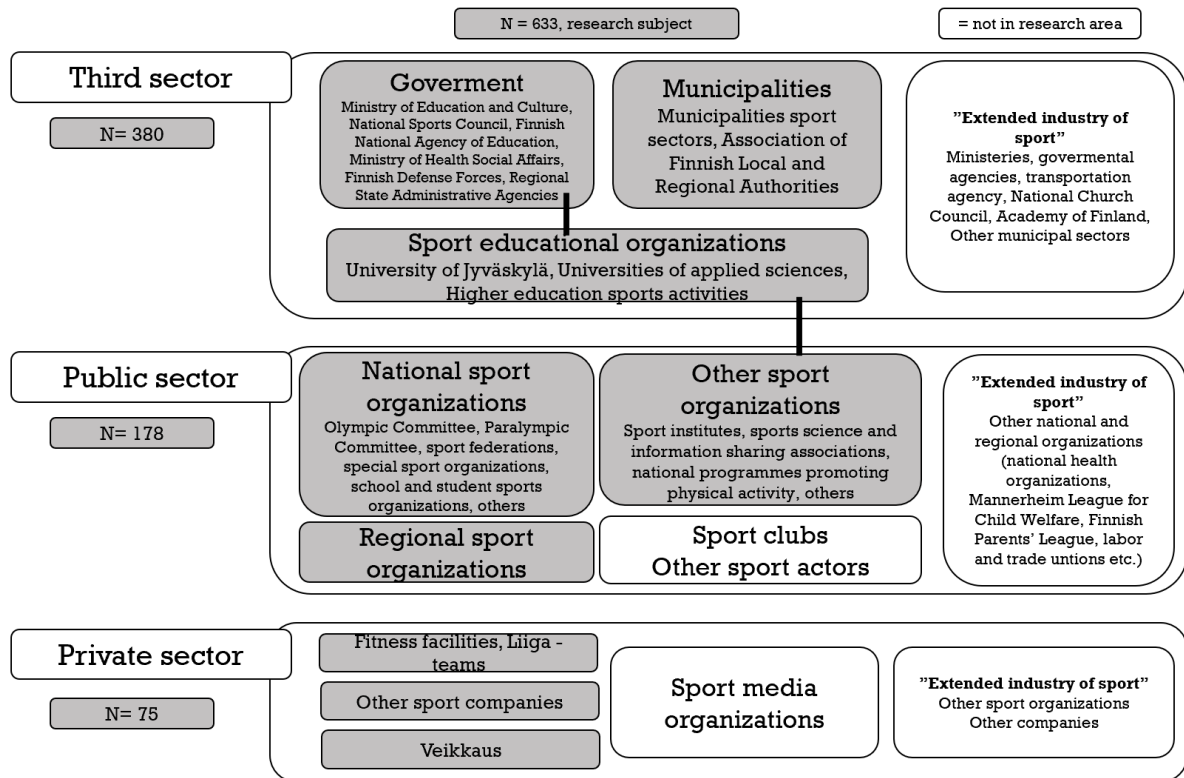 N = 633, research subject
= not in research area
Third sector
N= 380
Goverment
Ministry of Education and Culture,
National Sports Council, Finnish
National Agency of Education,
Ministry of Health Social Affairs,
Finnish Defense Forces, Regional
State Administrative Agencies
Municipalities
Municipalities sport
sectors, Association of
Finnish Local and
Regional Authorities
”Extended industry of
sport”
Ministeries, govermental
agencies, transportation
agency, National Church
Council, Academy of Finland,
Other municipal sectors
Sport educational organizations
University of Jyväskylä, Universities of applied sciences,
Higher education sports activities
Public sector
N= 178
National sport
organizations
Olympic Committee, Paralympic
Committee, sport federations,
special sport organizations,
school and student sports
organizations, others
Other sport
organizations
Sport institutes, sports science and
information sharing associations,
national programmes promoting
physical activity, others
”Extended industry of
sport”
Other national and
regional organizations
(national health
organizations,
Mannerheim League for
Child Welfare, Finnish
Parents’ League, labor
and trade untions etc.)
Regional sport
organizations
Sport clubs
Other sport actors
Private sector
N= 75
Fitness facilities, Liiga -
teams
Other sport companies
Veikkaus
Sport media
organizations
”Extended industry of sport”
Other sport organizations
Other companies